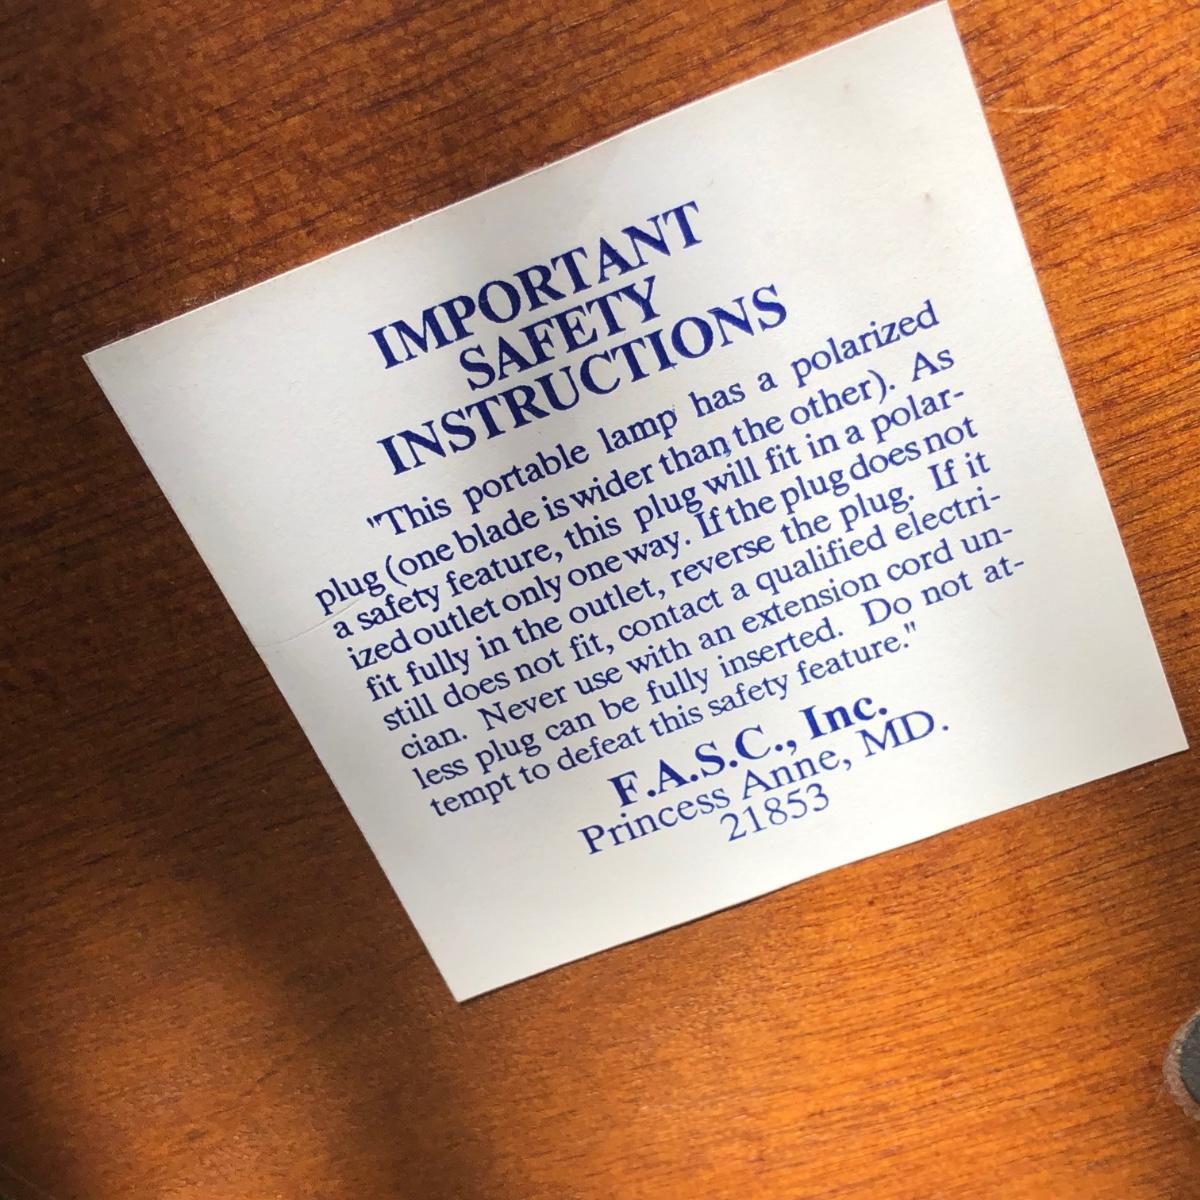 IMPORTANT
SAFETY
INSTRUCTIONS
"This portable lamp has a polarized
plug (one blade is wider than the other). As
a safety feature, this plug will fit in a polar-
ized outlet only one way. If the plug does not
fit fully in the outlet, reverse the plug. If it
still does not fit, contact a qualified electri-
cian. Never use with an extension cord un-
less plug can be fully inserted. Do not at-
tempt to defeat this safety feature."
F.A.S.C., Inc.
Princess Anne, MD.
21853